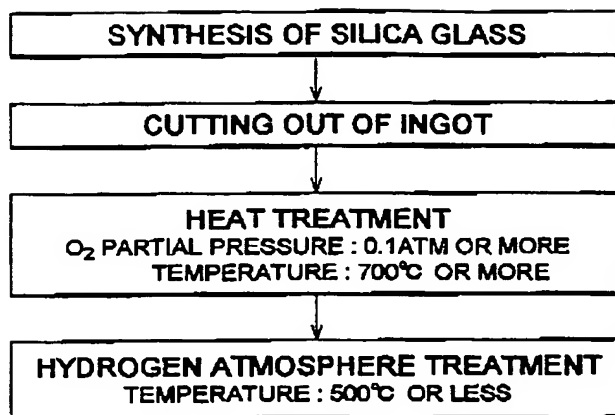 SYNTHESIS OF SILICA GLASS
CUTTING OUT OF INGOT
HEAT TREATMENT
O₂ PARTIAL PRESSURE : 0.1ATM OR MORE
TEMPERATURE : 700°C OR MORE
HYDROGEN ATMOSPHERE TREATMENT
TEMPERATURE : 500°C OR LESS